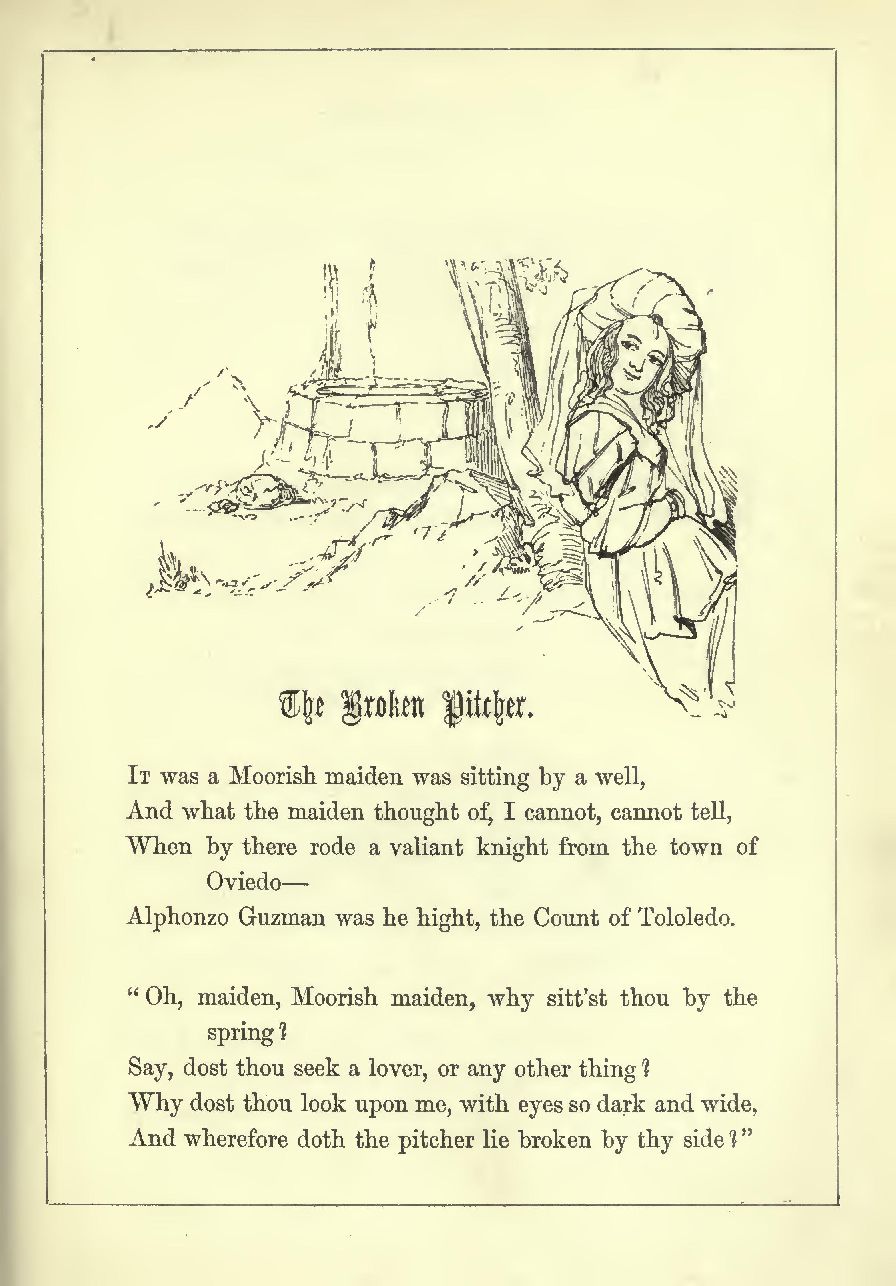 The Broken Pitcher.
It was a Moorish maiden was sitting by a well,
And what the maiden thought of, I cannot, cannot tell,
When by there rode a valiant knight from the town of
Oviedo—
Alphonzo Guzman was he hight, the Count of Tololedo.
“Oh, maiden, Moorish maiden, why sitt’st thou by the
spring?
Say, dost thou seek a lover, or any other thing?
Why dost thou look upon me, with eyes so dark and wide,
And wherefore doth the pitcher lie broken by thy side?”